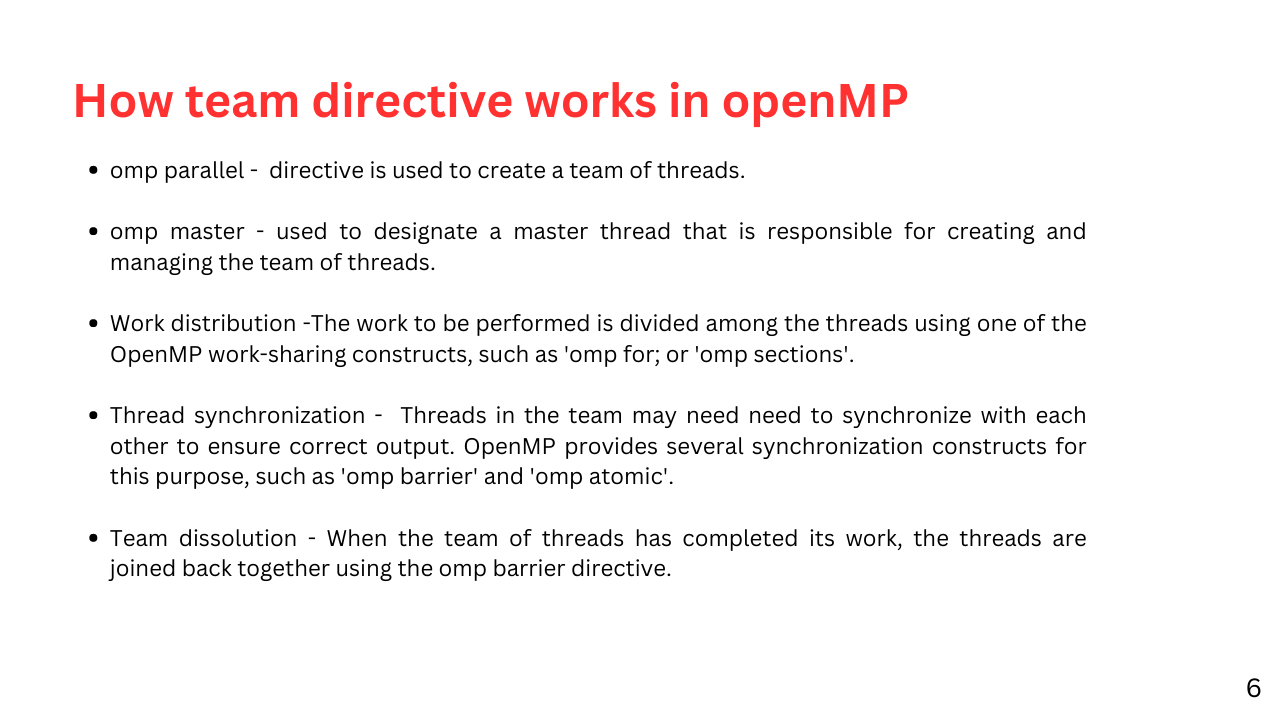 How team directive works in openMP
• omp parallel -  directive is used to create a team of threads.
• omp master - used to designate a master thread that is responsible for creating and
managing the team of threads.
• Work distribution -The work to be performed is divided among the threads using one of the
OpenMP work-sharing constructs, such as 'omp for; or 'omp sections'.
• Thread synchronization -  Threads in the team may need need to synchronize with each
other to ensure correct output. OpenMP provides several synchronization constructs for
this purpose, such as 'omp barrier' and 'omp atomic'.
• Team dissolution - When the team of threads has completed its work, the threads are
joined back together using the omp barrier directive.
6